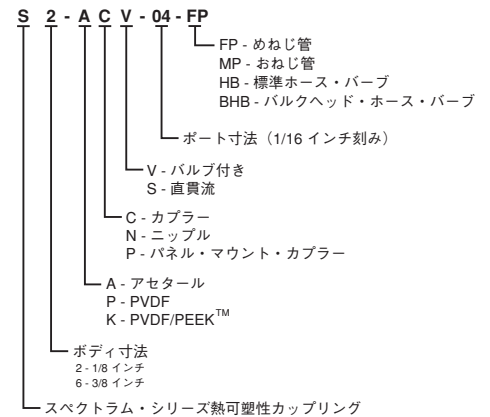 S 2 - A C V - 04 - FP
FP - めねじ管
MP - おねじ管
HB - 標準ホース・バーブ
BHB - バルクヘッド・ホース・バーブ
ポート寸法（1/16 インチ刻み）
V - バルブ付き
S - 直貫流
C - カプラー
N - ニップル
P - パネル・マウント・カプラー
A - アセタール
P - PVDF
K - PVDF/PEEK™
ボディ寸法
2 - 1/8 インチ
6 - 3/8 インチ
スペクトラム・シリーズ熱可塑性カップリング